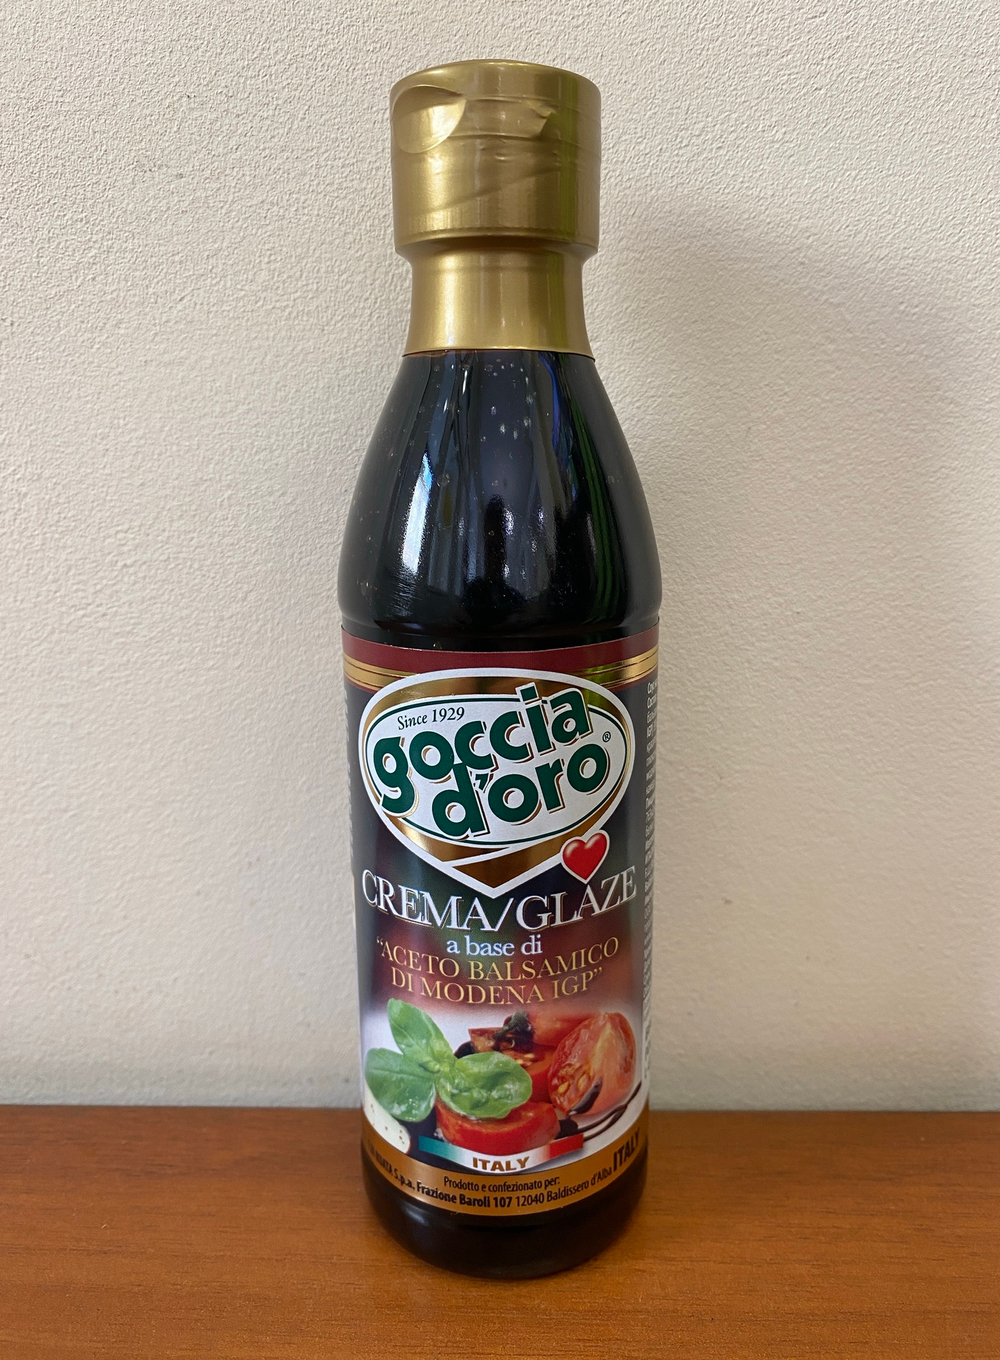 Since 1929
goccia
d'oro®
CREMA/GLAZE
a base di
"ACETO BALSAMICO
DI MODENA IGP"
ITALY
Prodotto e confezionato per:
S.p.a. Frazione Baroli 107 12040 Baldissero d'Alba ITALY